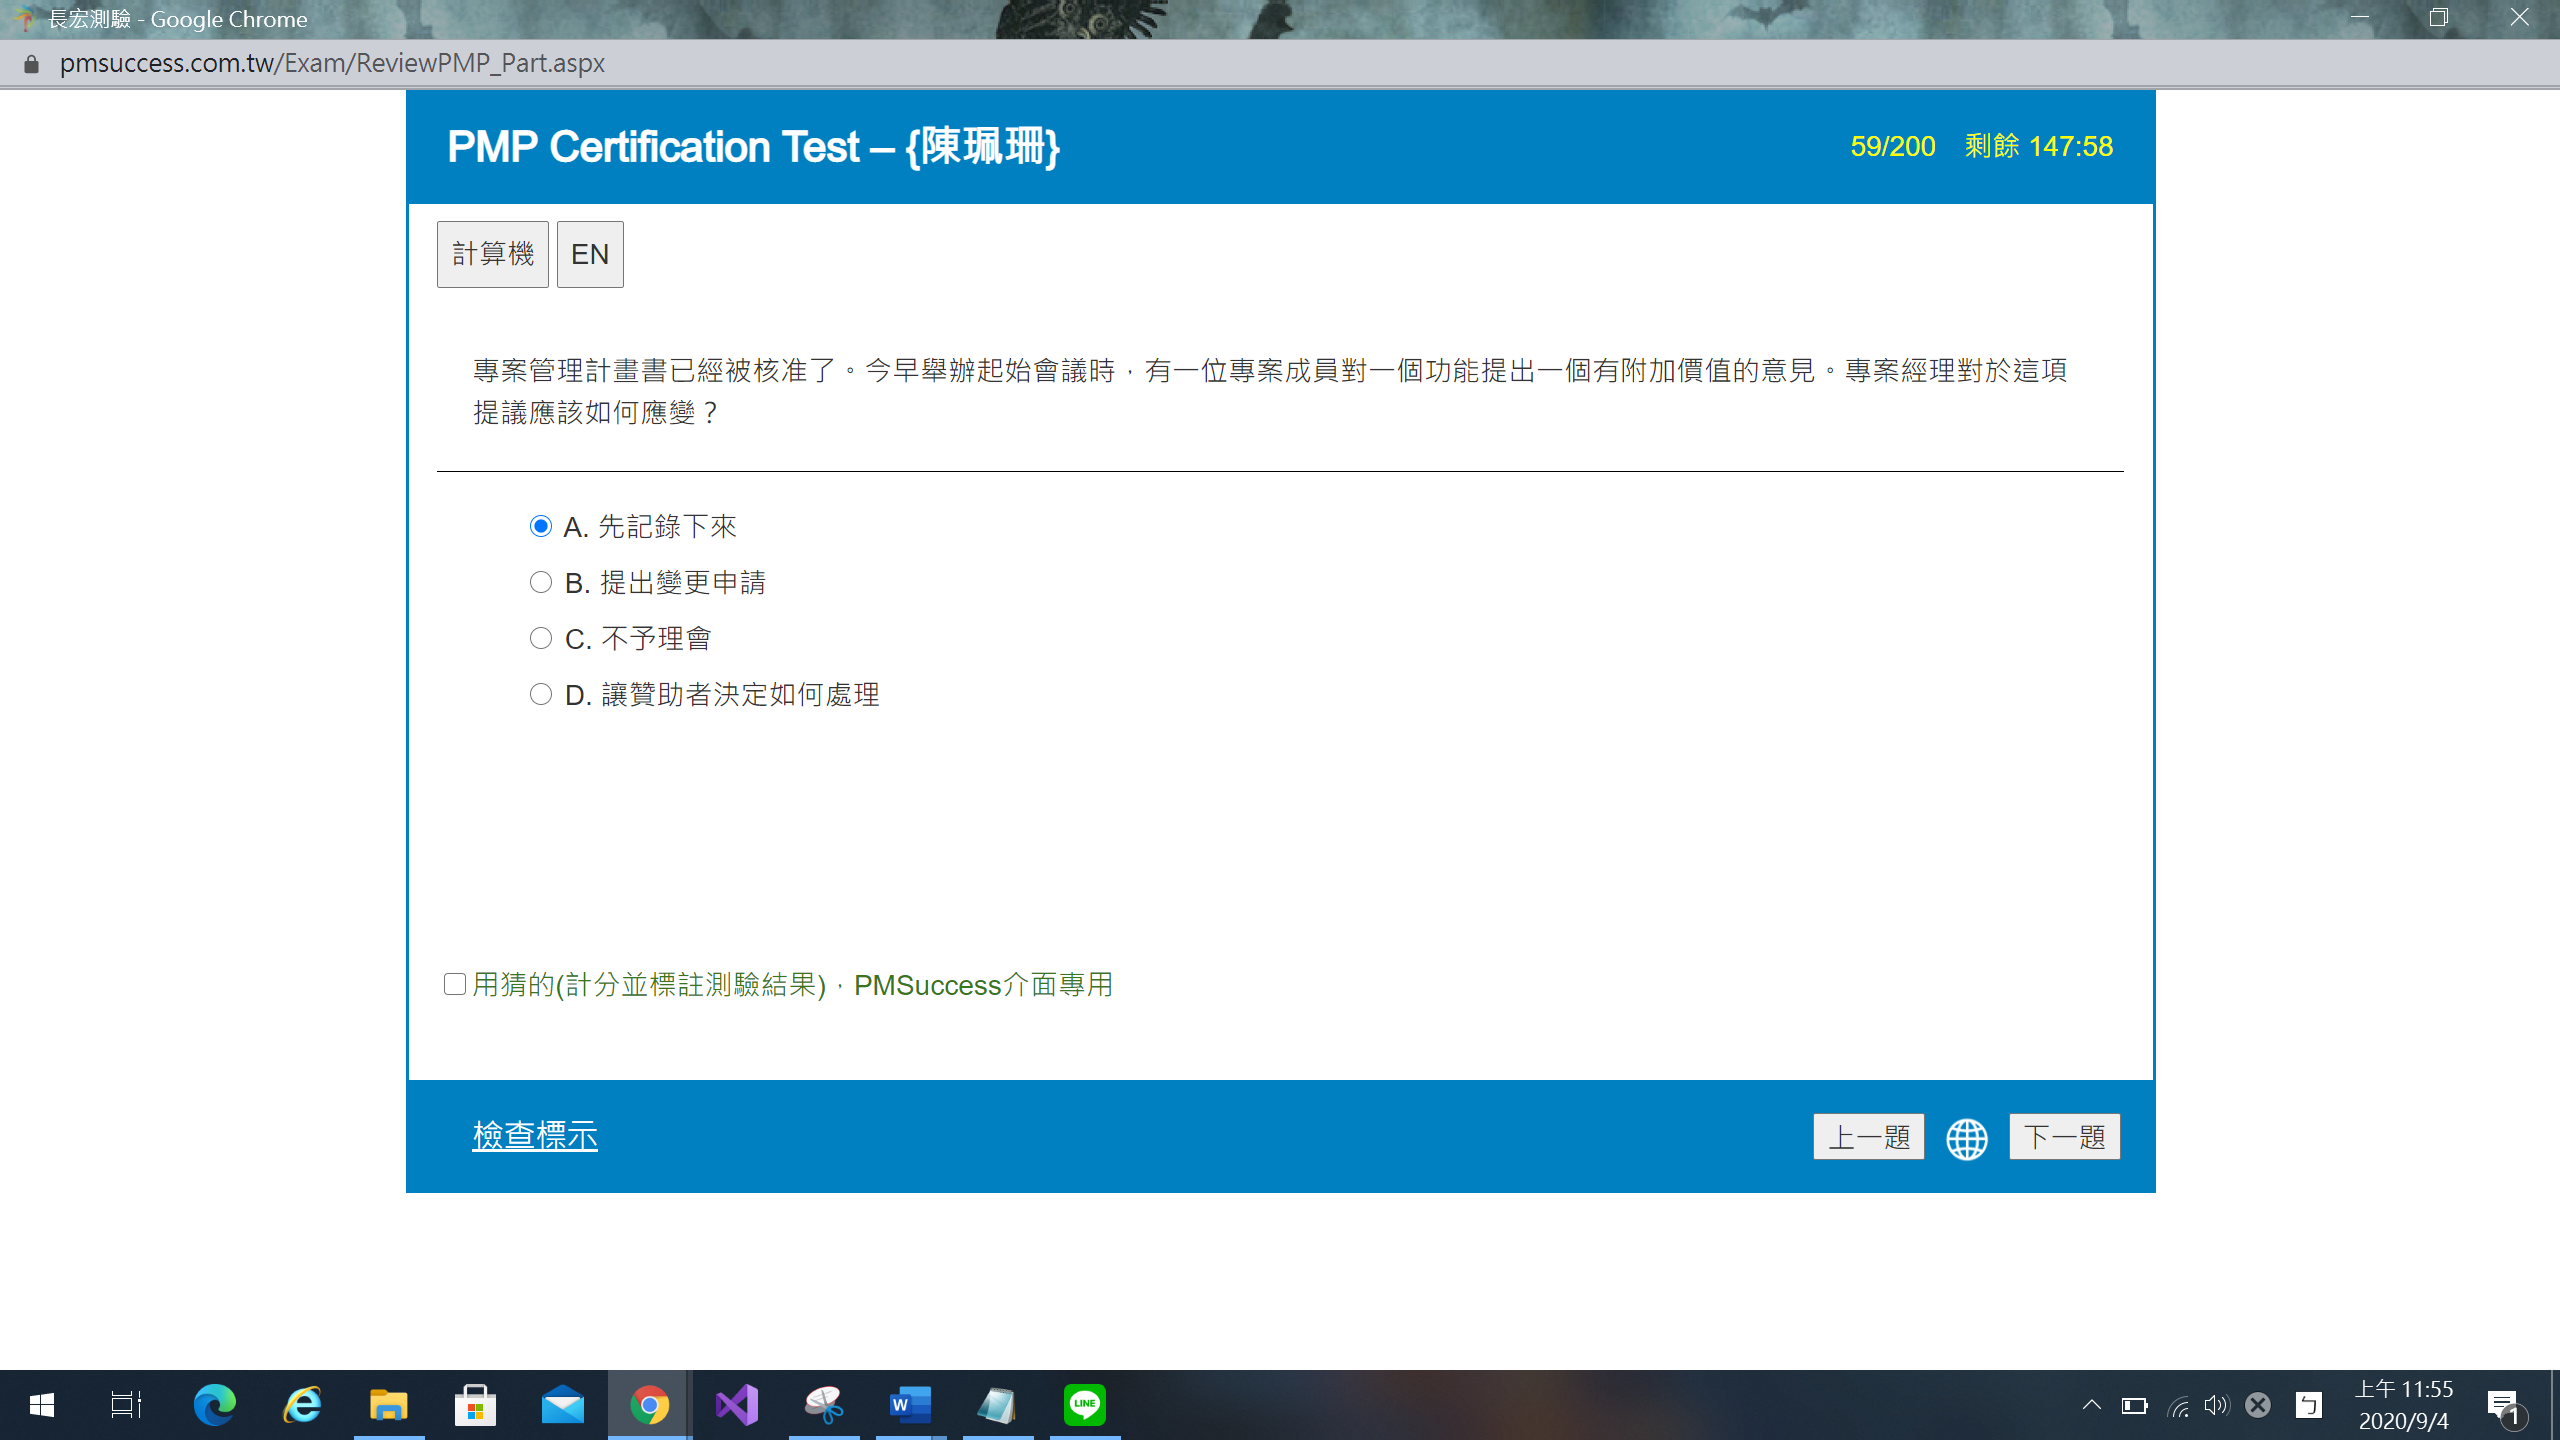 長宏測驗 - Google Chrome
pmsuccess.com.tw/Exam/ReviewPMP_Part.aspx
PMP Certification Test – {陳珮珊}
59/200 剩餘 147:58
計算機 EN
專案管理計畫書已經被核准了。今早舉辦起始會議時，有一位專案成員對一個功能提出一個有附加價值的意見。專案經理對於這項
提議應該如何應變？
A. 先記錄下來
B. 提出變更申請
C. 不予理會
D. 讓贊助者決定如何處理
用猜的(計分並標註測驗結果)，PMSuccess介面專用
檢查標示
上一題 下一題
W
LINE
ㄅ
上午 11:55
2020/9/4
1